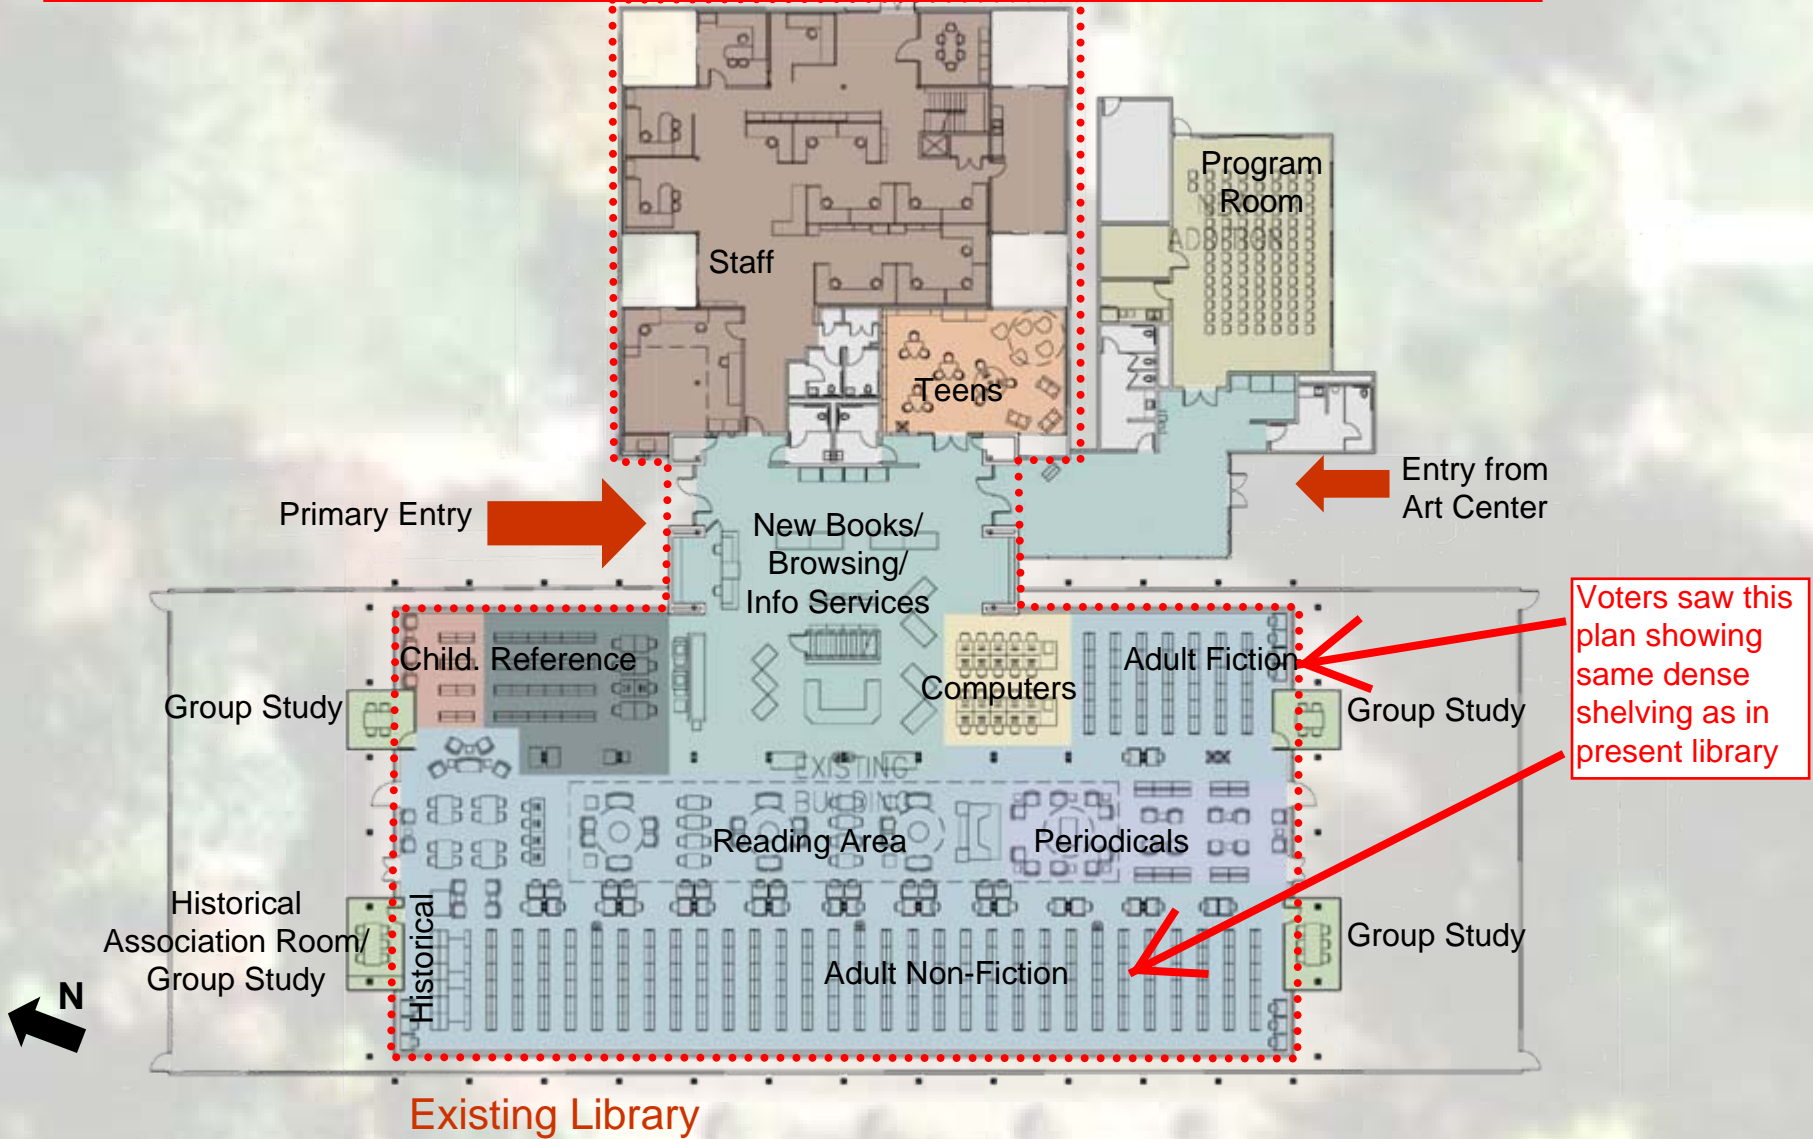 Program
Room
NEW
ADDITION
Staff
Teens
Primary Entry
Entry from
Art Center
New Books/
Browsing/
Info Services
Voters saw this
plan showing
same dense
shelving as in
present library
Child. Reference
Adult Fiction
Computers
Group Study
Group Study
EXISTING
BUILDING
Reading Area
Periodicals
Historical
Association Room/
Group Study
Historical
Adult Non-Fiction
Group Study
N
Existing Library